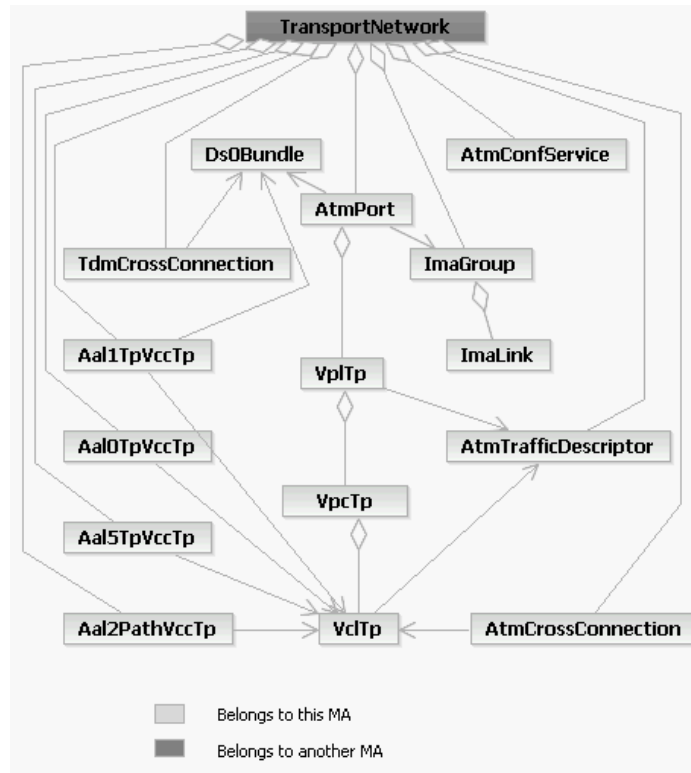 TransportNetwork
Ds0Bundle
AtmConfService
AtmPort
TdmCrossConnection
ImaGroup
Aal1TpVccTp
ImaLink
VplTp
Aal0TpVccTp
AtmTrafficDescriptor
VpcTp
Aal5TpVccTp
Aal2PathVccTp
VclTp
AtmCrossConnection
Belongs to this MA
Belongs to another MA